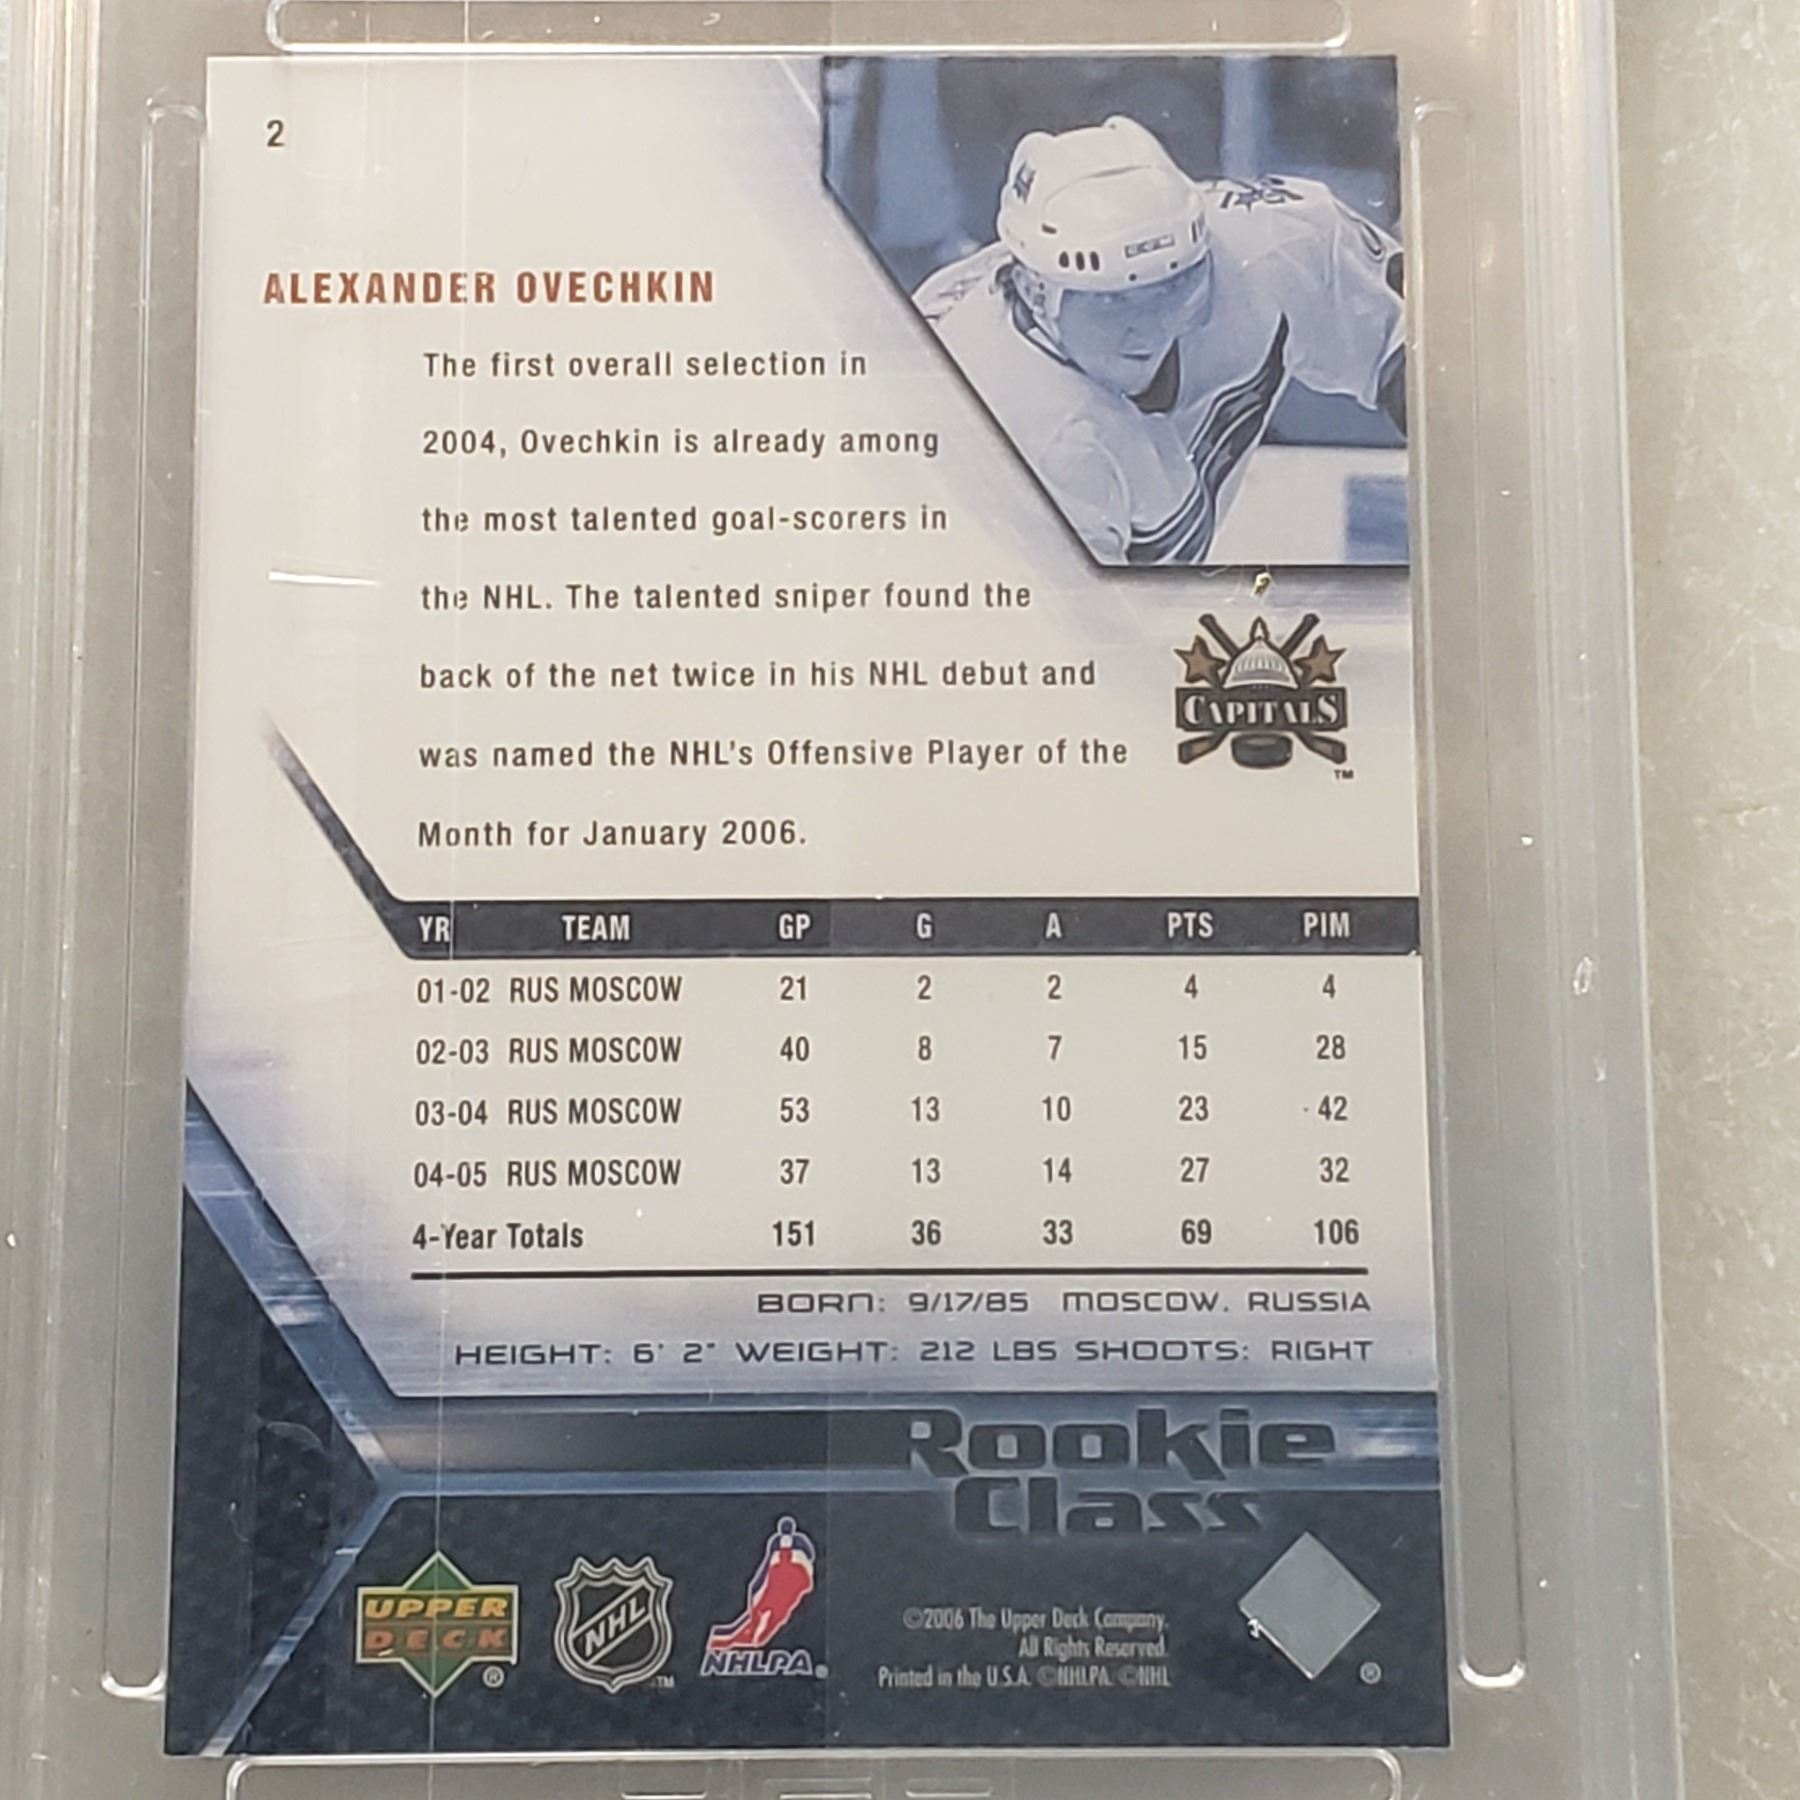 2
ALEXANDER OVECHKIN
The first overall selection in
2004, Ovechkin is already among
the most talented goal-scorers in
the NHL. The talented sniper found the
back of the net twice in his NHL debut and
was named the NHL's Offensive Player of the
Month for January 2006.
CCM
CAPITALS
TM
YR TEAM GP G A PTS PIM
01-02 RUS MOSCOW 21 2 2 4 4
02-03 RUS MOSCOW 40 8 7 15 28
03-04 RUS MOSCOW 53 13 10 23 42
04-05 RUS MOSCOW 37 13 14 27 32
4-Year Totals 151 36 33 69 106
BORN: 9/17/85 MOSCOW, RUSSIA
HEIGHT: 6' 2" WEIGHT: 212 LBS SHOOTS: RIGHT
Rookie
Class
UPPER
DECK
®
NHL
TM
NHLPA®
©2006 The Upper Deck Company.
All Rights Reserved.
Printed in the U.S.A. ©NHLPA. ©NHL
®